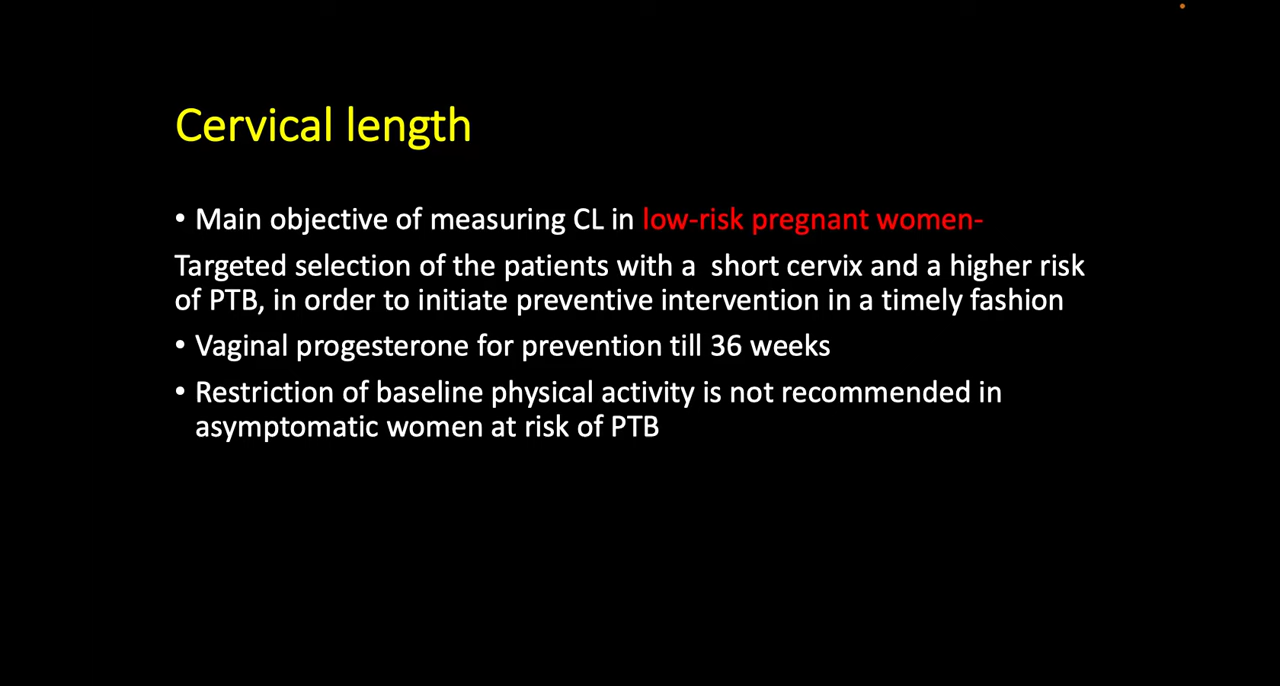 Cervical length
• Main objective of measuring CL in low-risk pregnant women-
Targeted selection of the patients with a  short cervix and a higher risk
of PTB, in order to initiate preventive intervention in a timely fashion
• Vaginal progesterone for prevention till 36 weeks
• Restriction of baseline physical activity is not recommended in
asymptomatic women at risk of PTB